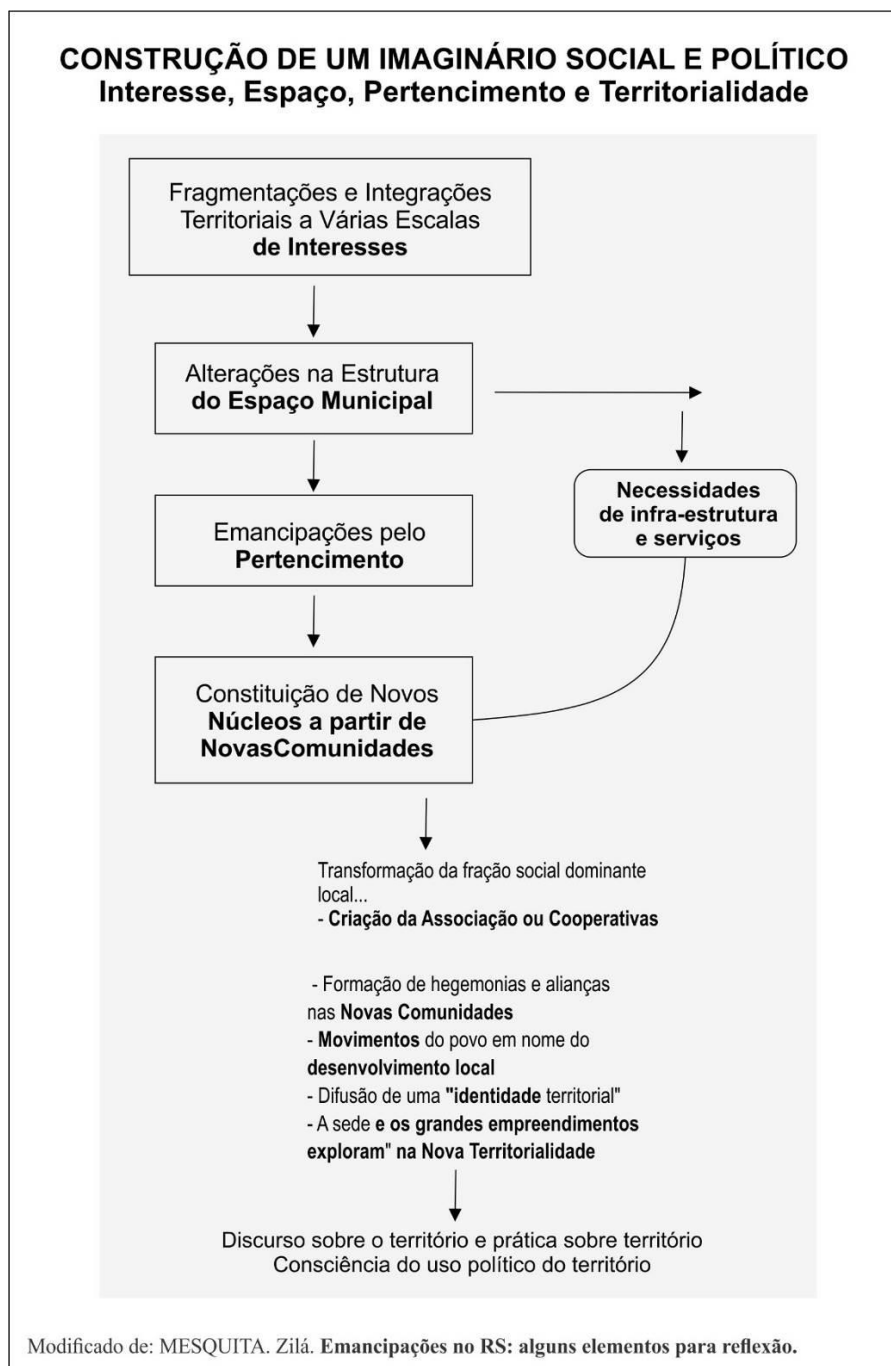 CONSTRUÇÃO DE UM IMAGINÁRIO SOCIAL E POLÍTICO
Interesse, Espaço, Pertencimento e Territorialidade
Fragmentações e Integrações
Territoriais a Várias Escalas
de Interesses
Alterações na Estrutura
do Espaço Municipal
Necessidades
de infra-estrutura
e serviços
Emancipações pelo
Pertencimento
Constituição de Novos
Núcleos a partir de
NovasComunidades
Transformação da fração social dominante
local...
- Criação da Associação ou Cooperativas
- Formação de hegemonias e alianças
nas Novas Comunidades
- Movimentos do povo em nome do
desenvolvimento local
- Difusão de uma "identidade territorial"
- A sede e os grandes empreendimentos
exploram" na Nova Territorialidade
Discurso sobre o território e prática sobre território
Consciência do uso político do território
Modificado de: MESQUITA. Zilá. Emancipações no RS: alguns elementos para reflexão.